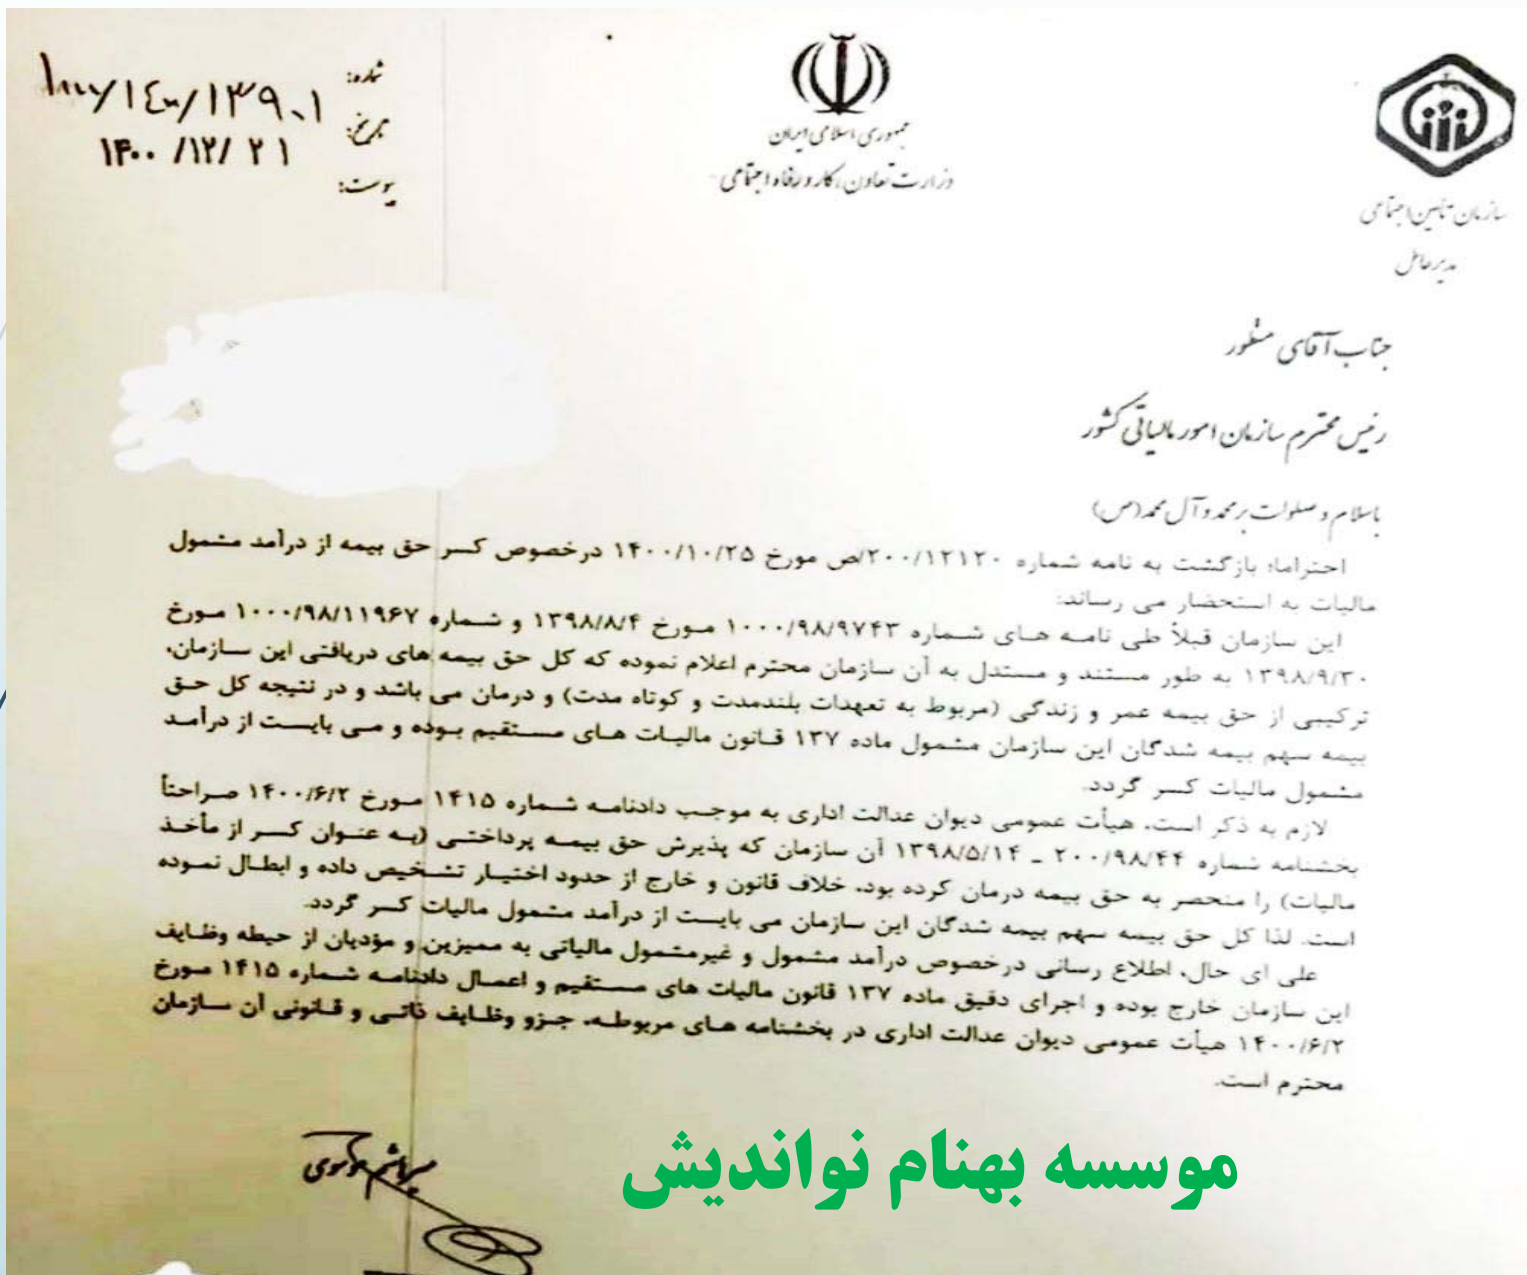 شماره:
تاریخ:
۱۴۰۰/۱۲/۲۱
پیوست:
جمهوری اسلامی ایران
وزارت تعاون، کار و رفاه اجتماعی
سازمان تأمین اجتماعی
مدیرعامل
جناب آقای منظور
رئیس محترم سازمان امور مالیاتی کشور
باسلام و صلوات بر محمد و آل محمد (ص)
احتراما؛ بازگشت به نامه شماره ۲۰۰/۱۲۱۲۰/ص مورخ ۱۴۰۰/۱۰/۲۵ درخصوص کسر حق بیمه از درآمد مشمول
مالیات به استحضار می رساند:
این سازمان قبلاً طی نامه های شماره ۱۰۰۰/۹۸/۹۷۴۳ مورخ ۱۳۹۸/۸/۴ و شماره ۱۰۰۰/۹۸/۱۱۹۶۷ مورخ
۱۳۹۸/۹/۳۰ به طور مستند و مستدل به آن سازمان محترم اعلام نموده که کل حق بیمه های دریافتی این سازمان،
ترکیبی از حق بیمه عمر و زندگی (مربوط به تعهدات بلندمدت و کوتاه مدت) و درمان می باشد و در نتیجه کل حق
بیمه سهم بیمه شدگان این سازمان مشمول ماده ۱۳۷ قانون مالیات های مستقیم بوده و می بایست از درآمد
مشمول مالیات کسر گردد.
لازم به ذکر است، هیأت عمومی دیوان عدالت اداری به موجب دادنامه شماره ۱۴۱۵ مورخ ۱۴۰۰/۶/۲ صراحتاً
بخشنامه شماره ۲۰۰/۹۸/۴۴ ـ ۱۳۹۸/۵/۱۴ آن سازمان که پذیرش حق بیمه پرداختی (به عنوان کسر از مأخذ
مالیات) را منحصر به حق بیمه درمان کرده بود، خلاف قانون و خارج از حدود اختیار تشخیص داده و ابطال نموده
است. لذا کل حق بیمه سهم بیمه شدگان این سازمان می بایست از درآمد مشمول مالیات کسر گردد.
علی ای حال، اطلاع رسانی درخصوص درآمد مشمول و غیرمشمول مالیاتی به ممیزین و مؤدیان از حیطه وظایف
این سازمان خارج بوده و اجرای دقیق ماده ۱۳۷ قانون مالیات های مستقیم و اعمال دادنامه شماره ۱۴۱۵ مورخ
۱۴۰۰/۶/۲ هیأت عمومی دیوان عدالت اداری در بخشنامه های مربوطه، جزو وظایف ذاتی و قانونی آن سازمان
محترم است.
میرهاشم موسوی
موسسه بهنام نواندیش